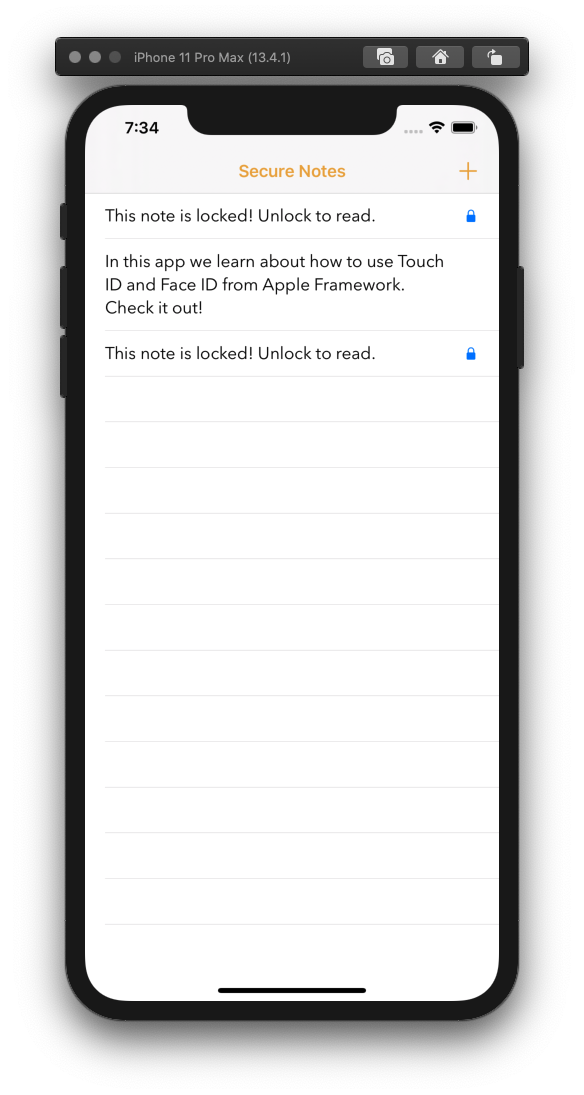 iPhone 11 Pro Max (13.4.1)
7:34
Secure Notes
This note is locked! Unlock to read.
In this app we learn about how to use Touch
ID and Face ID from Apple Framework.
Check it out!
This note is locked! Unlock to read.